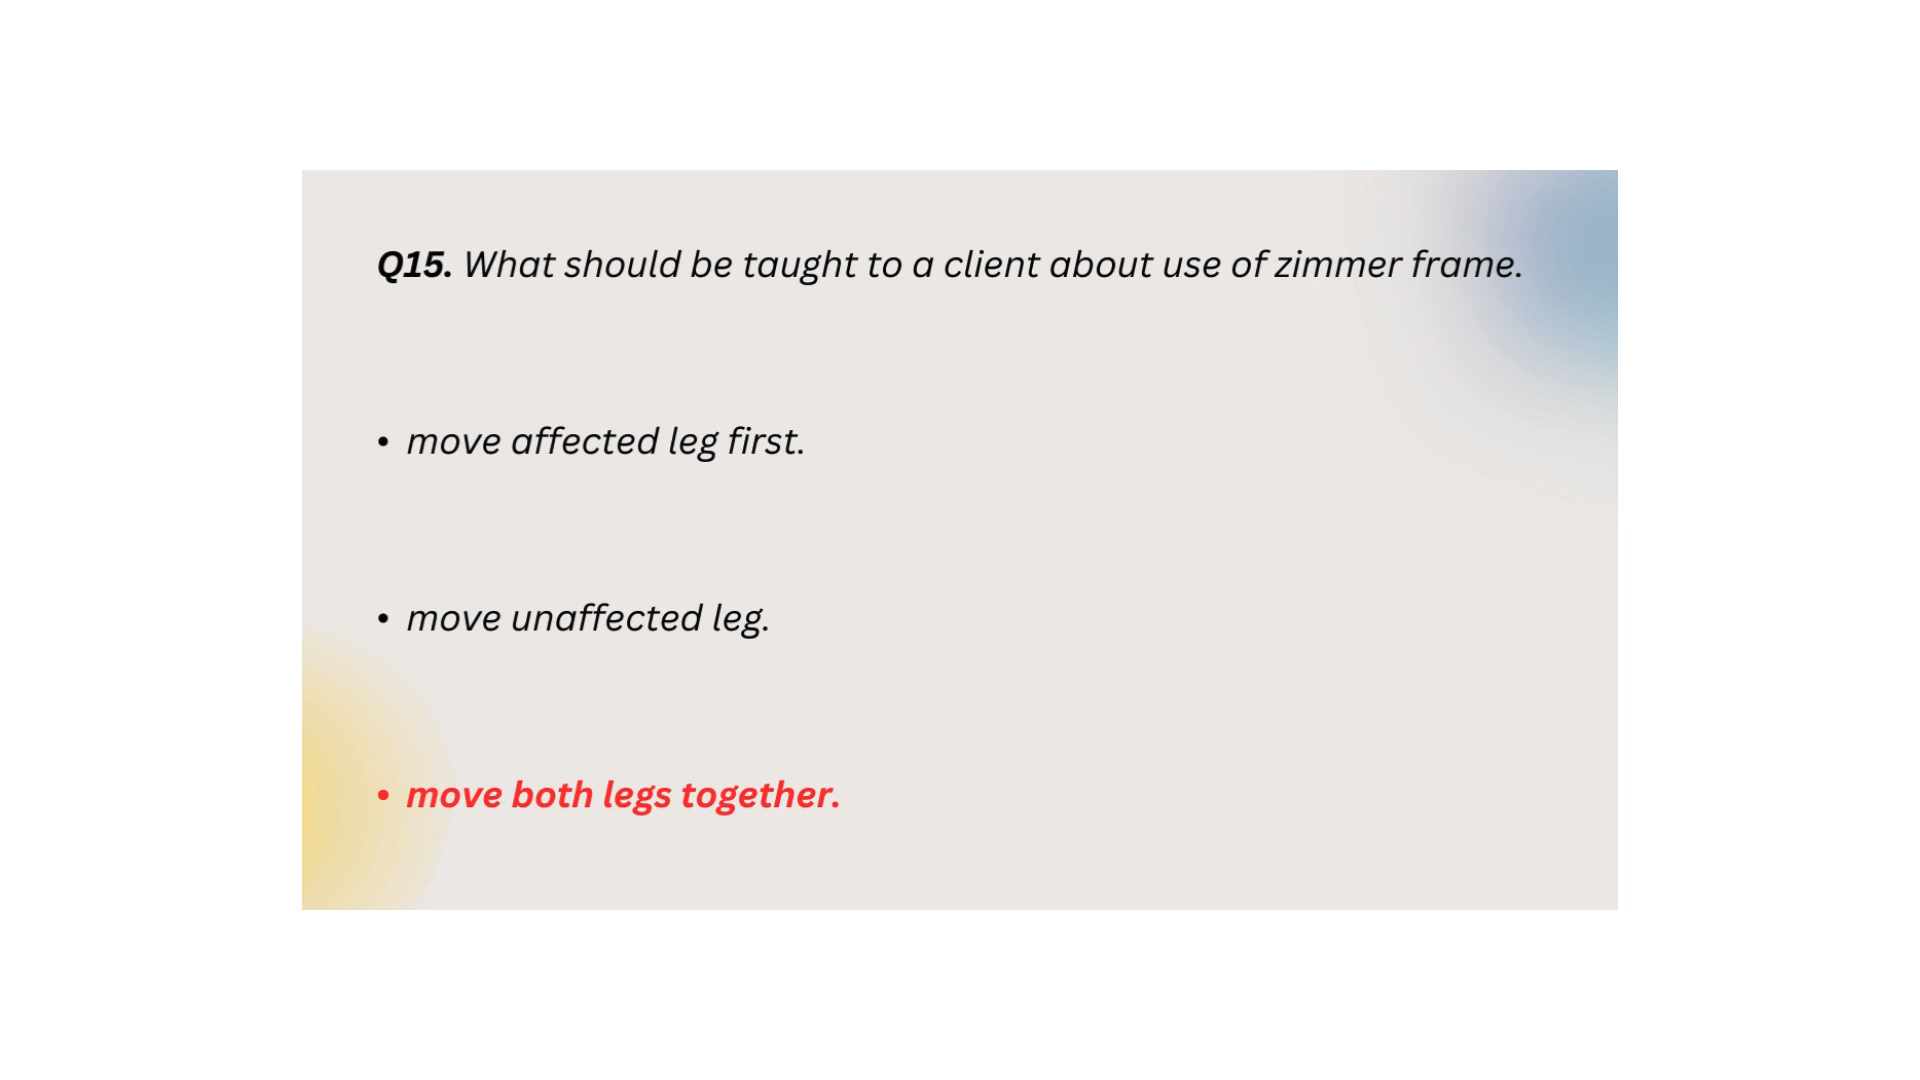 Q15. What should be taught to a client about use of zimmer frame.
• move affected leg first.
• move unaffected leg.
• move both legs together.